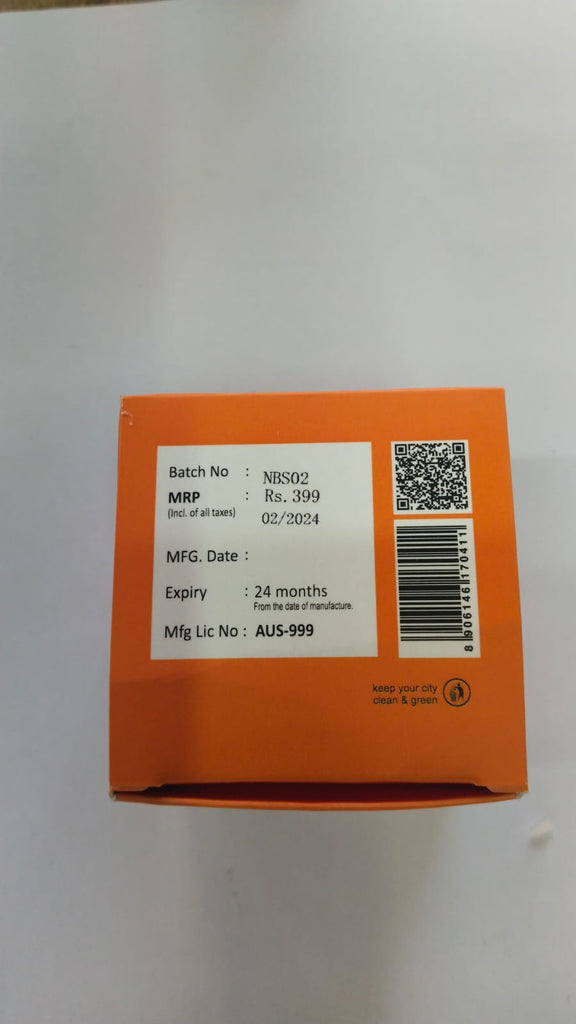 Batch No : NBS02
MRP : Rs. 399
(Incl. of all taxes)
02/2024
MFG. Date :
Expiry : 24 months
From the date of manufacture.
Mfg Lic No : AUS-999
8 906146 170411
keep your city
clean & green